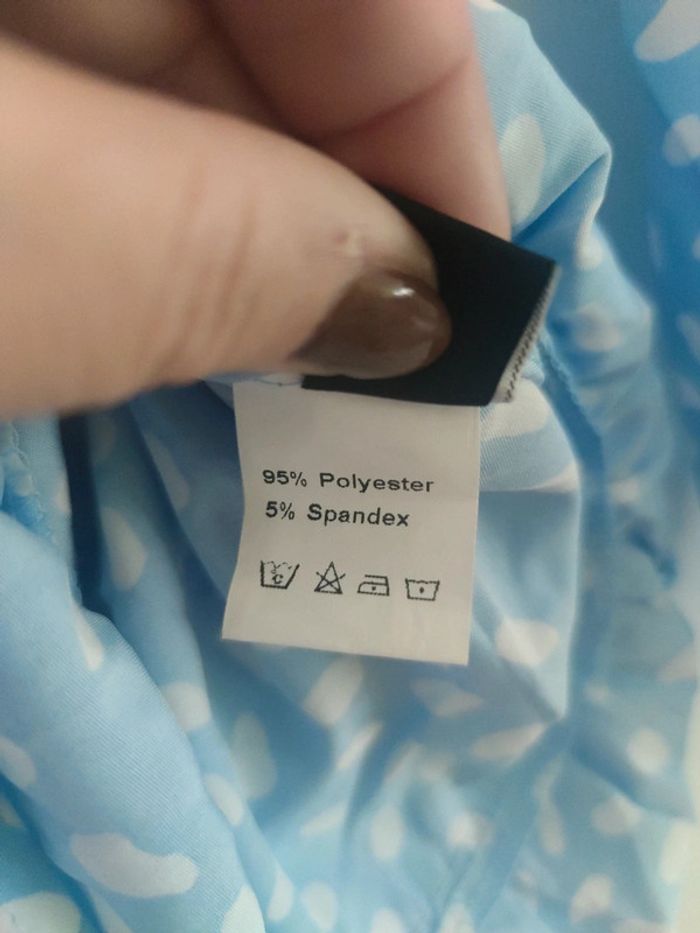 95% Polyester
5% Spandex